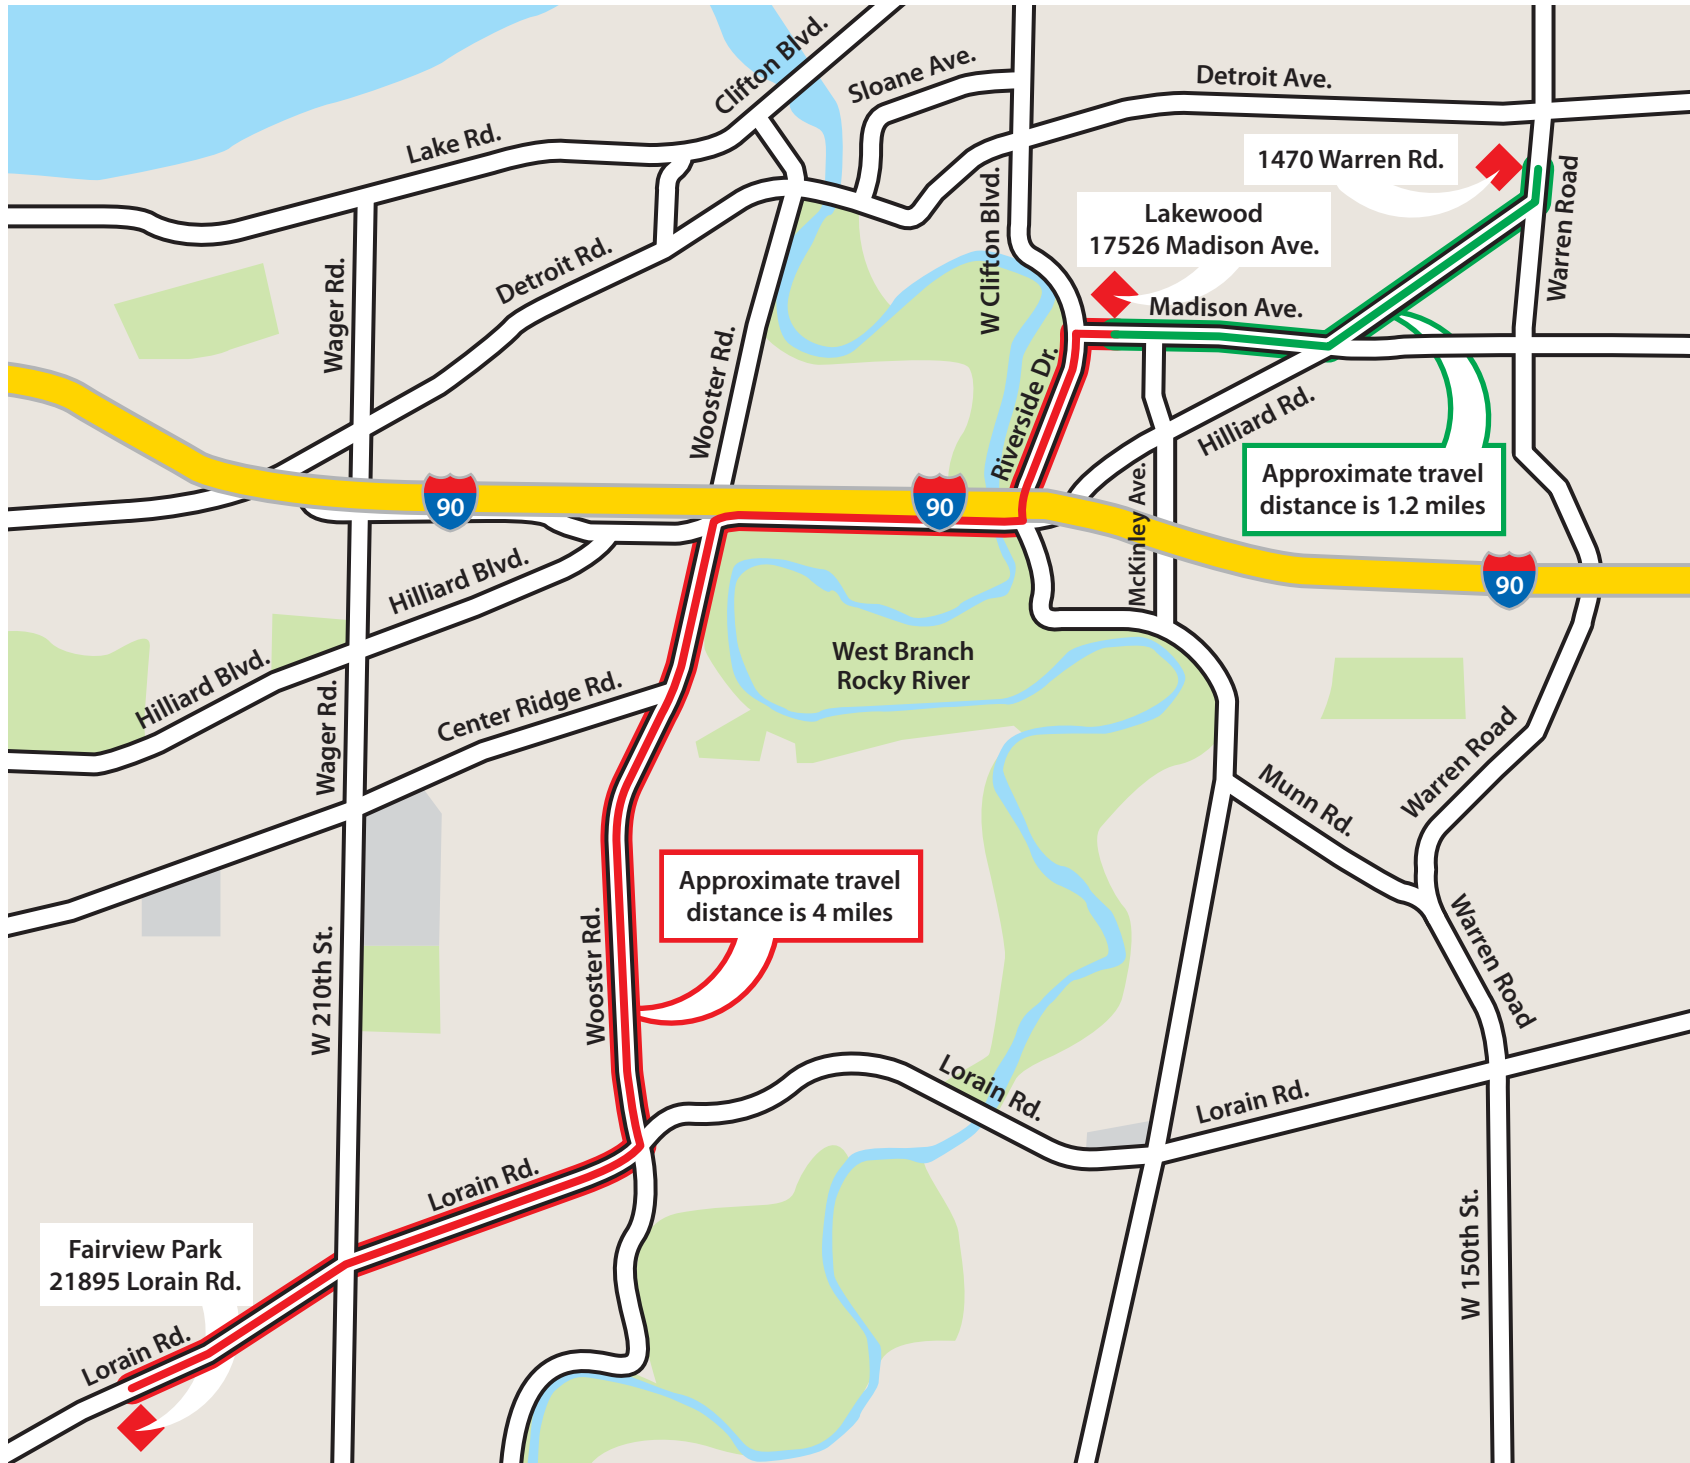 Clifton Blvd.
Sloane Ave.
Detroit Ave.
Lake Rd.
1470 Warren Rd.
Lakewood
17526 Madison Ave.
Warren Road
W Clifton Blvd.
Detroit Rd.
Wager Rd.
Madison Ave.
Wooster Rd.
Riverside Dr.
Hilliard Rd.
Approximate travel
distance is 1.2 miles
90
90
McKinley Ave.
90
Hilliard Blvd.
Hilliard Blvd.
West Branch
Rocky River
Wager Rd.
Center Ridge Rd.
Munn Rd.
Warren Road
Approximate travel
distance is 4 miles
Warren Road
W 210th St.
Wooster Rd.
Lorain Rd.
Lorain Rd.
Lorain Rd.
W 150th St.
Fairview Park
21895 Lorain Rd.
Lorain Rd.